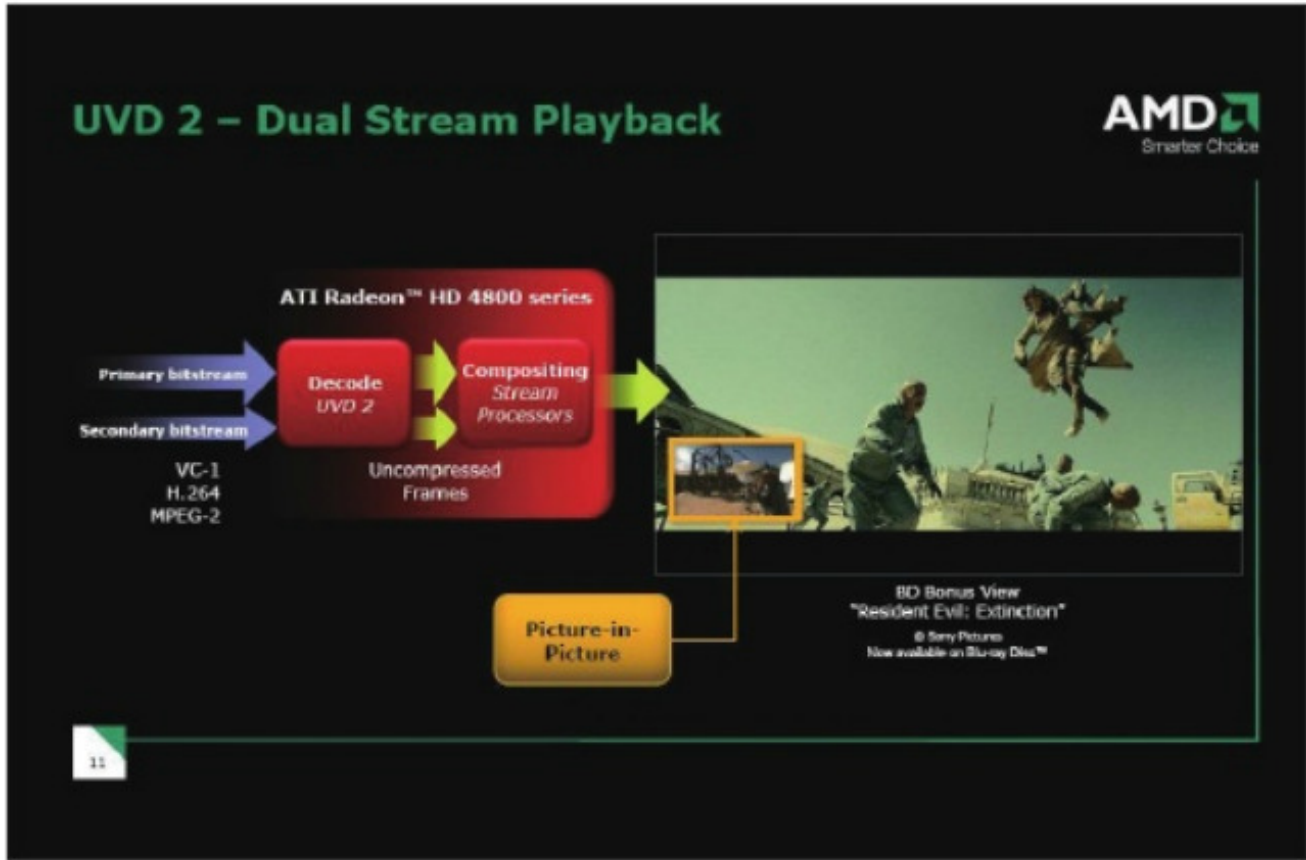 UVD 2 – Dual Stream Playback
AMD
Smarter Choice
ATI Radeon™ HD 4800 series
Primary bitstream
Secondary bitstream
VC-1
H.264
MPEG-2
Decode
UVD 2
Compositing
Stream
Processors
Uncompressed
Frames
Picture-in-
Picture
BD Bonus View
"Resident Evil: Extinction"
© Sony Pictures
Now available on Blu-ray Disc™
11